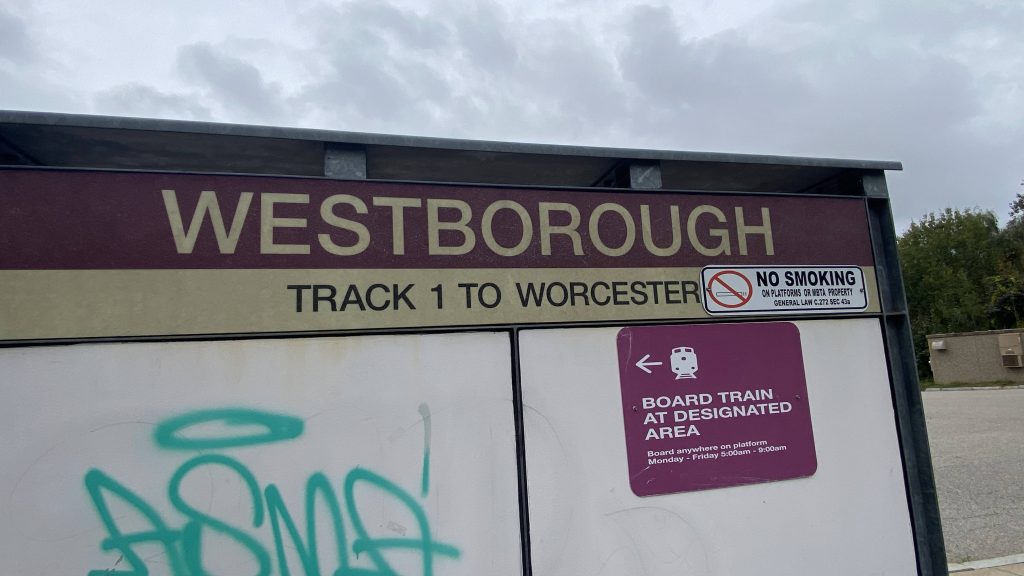 WESTBOROUGH
TRACK 1 TO WORCESTER
NO SMOKING
ON PLATFORMS OR MBTA PROPERTY
GENERAL LAW C.272 SEC 43a
BOARD TRAIN
AT DESIGNATED
AREA
Board anywhere on platform
Monday - Friday 5:00am - 9:00am